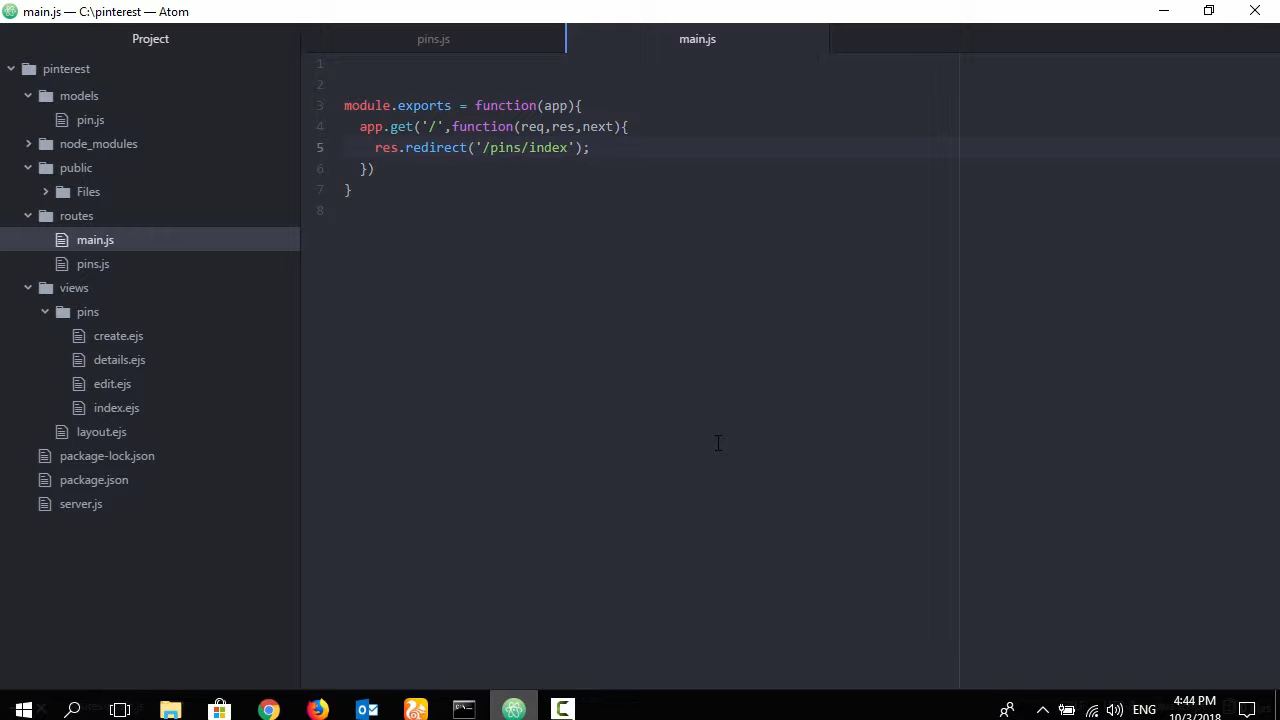 main.js — C:\pinterest — Atom
Project
pins.js
main.js
pinterest
models
pin.js
node_modules
public
Files
routes
main.js
pins.js
views
pins
create.ejs
details.ejs
edit.ejs
index.ejs
layout.ejs
package-lock.json
package.json
server.js
1
2
3 module.exports = function(app){
4 app.get('/',function(req,res,next){
5 res.redirect('/pins/index');
6 })
7 }
8
ENG
4:44 PM
10/3/2018